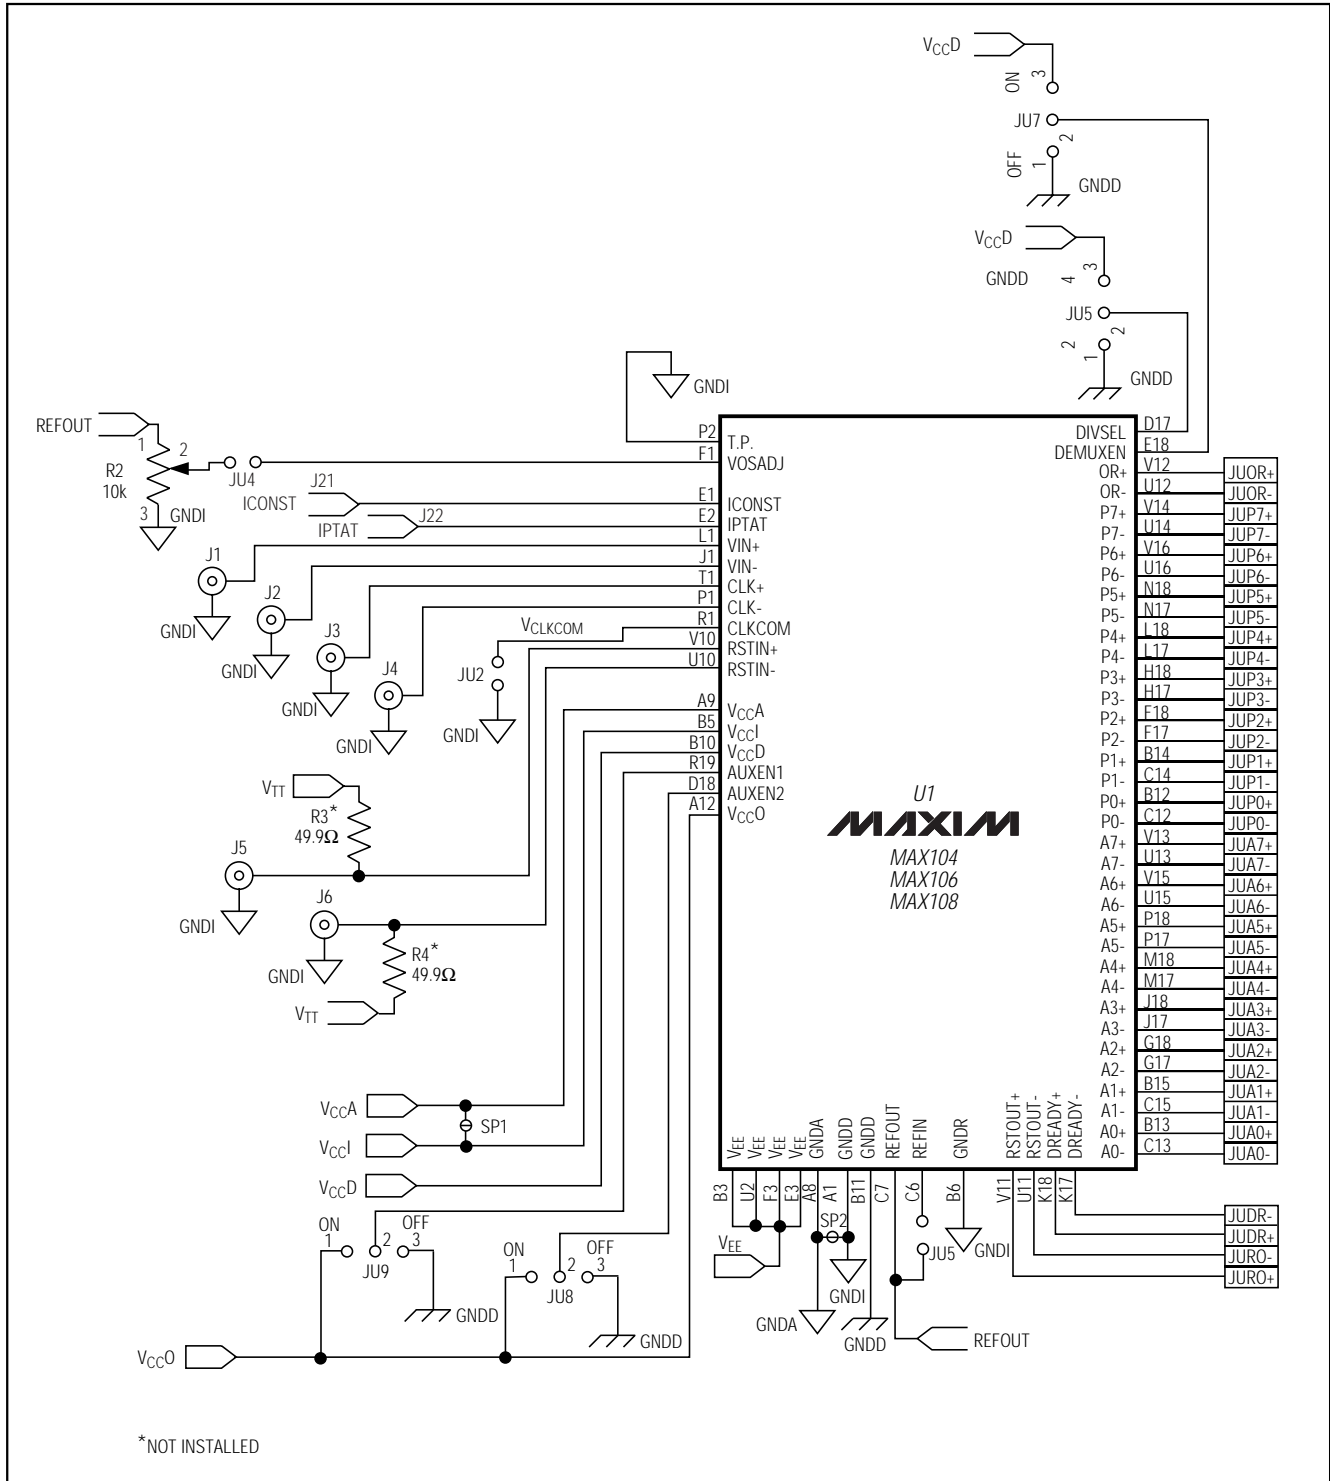 VCCD
ON
3
JU7
2
OFF
1
GNDD
VCCD
GNDD
4
3
JU5
2
2
1
GNDD
GNDI
REFOUT
1
2
R2
10k
3
GNDI
JU4
J21
ICONST
J22
IPTAT
J1
GNDI
J2
GNDI
J3
GNDI
J4
GNDI
VCLKCOM
JU2
GNDI
VTT
R3*
49.9Ω
J5
GNDI
J6
GNDI
R4*
49.9Ω
VTT
VCCA
SP1
VCCI
VCCD
ON
1
2
OFF
3
JU9
GNDD
ON
1
2
OFF
3
JU8
GNDD
VCCO
P2 T.P.
F1 VOSADJ
E1 ICONST
E2 IPTAT
L1 VIN+
J1 VIN-
T1 CLK+
P1 CLK-
R1 CLKCOM
V10 RSTIN+
U10 RSTIN-
A9 VCCA
B5 VCCI
B10 VCCD
R19 AUXEN1
D18 AUXEN2
A12 VCCO
U1
MAXIM
MAX104
MAX106
MAX108
DIVSEL D17
DEMUXEN E18
OR+ V12 JUOR+
OR- U12 JUOR-
P7+ V14 JUP7+
P7- U14 JUP7-
P6+ V16 JUP6+
P6- U16 JUP6-
P5+ N18 JUP5+
P5- N17 JUP5-
P4+ L18 JUP4+
P4- L17 JUP4-
P3+ H18 JUP3+
P3- H17 JUP3-
P2+ F18 JUP2+
P2- F17 JUP2-
P1+ B14 JUP1+
P1- C14 JUP1-
P0+ B12 JUP0+
P0- C12 JUP0-
A7+ V13 JUA7+
A7- U13 JUA7-
A6+ V15 JUA6+
A6- U15 JUA6-
A5+ P18 JUA5+
A5- P17 JUA5-
A4+ M18 JUA4+
A4- M17 JUA4-
A3+ J18 JUA3+
A3- J17 JUA3-
A2+ G18 JUA2+
A2- G17 JUA2-
A1+ B15 JUA1+
A1- C15 JUA1-
A0+ B13 JUA0+
A0- C13 JUA0-
VEE B3
VEE U2
VEE F3
VEE E3
GNDA A8
GNDD A1
GNDD B11
REFOUT C7
REFIN C6
GNDR B6
RSTOUT+ V11
RSTOUT- U11
DREADY+ K18
DREADY- K17
VEE
SP2
GNDA
GNDI
GNDD
JU5
GNDI
REFOUT
JUDR-
JUDR+
JURO-
JURO+
*NOT INSTALLED